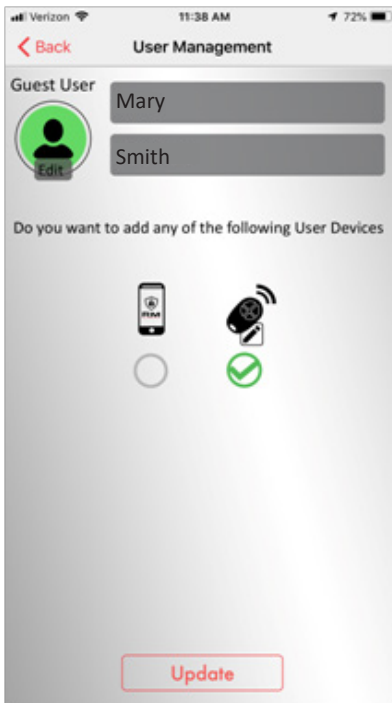 Verizon 11:38 AM 72%
Back User Management
Guest User
Mary
Smith
Edit
Do you want to add any of the following User Devices
Update